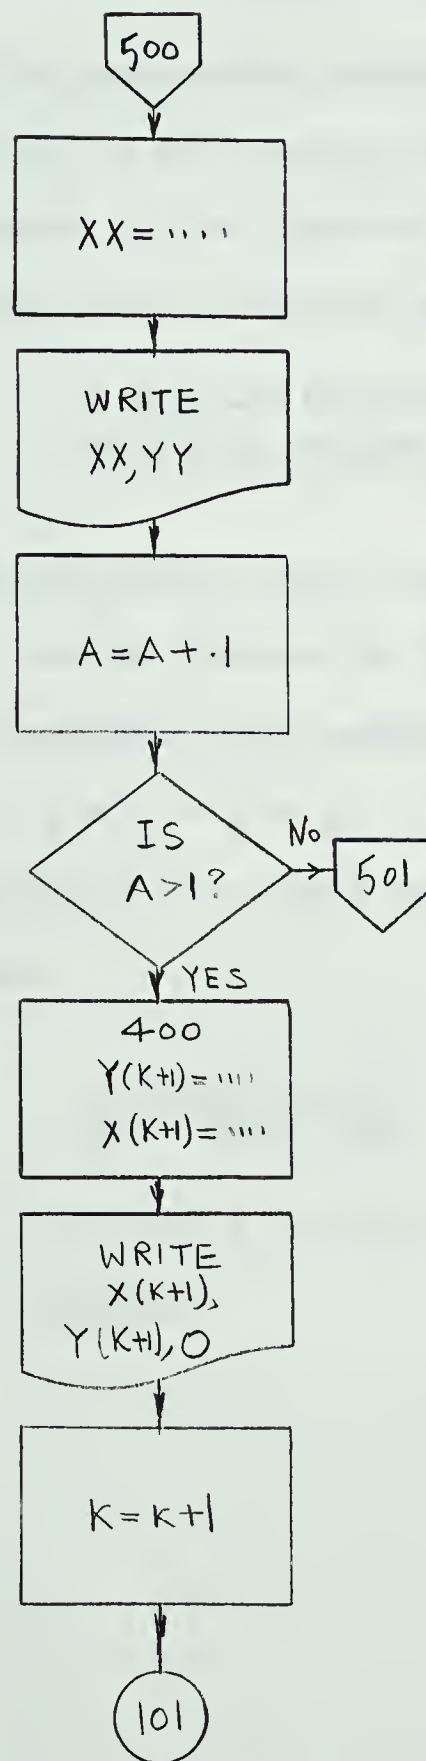 500
XX = ....
WRITE
XX, YY
A = A + .1
IS
A > 1 ?
No
501
YES
400
Y(K+1) = ....
X(K+1) = ....
WRITE
X(K+1),
Y(K+1), O
K = K+1
101